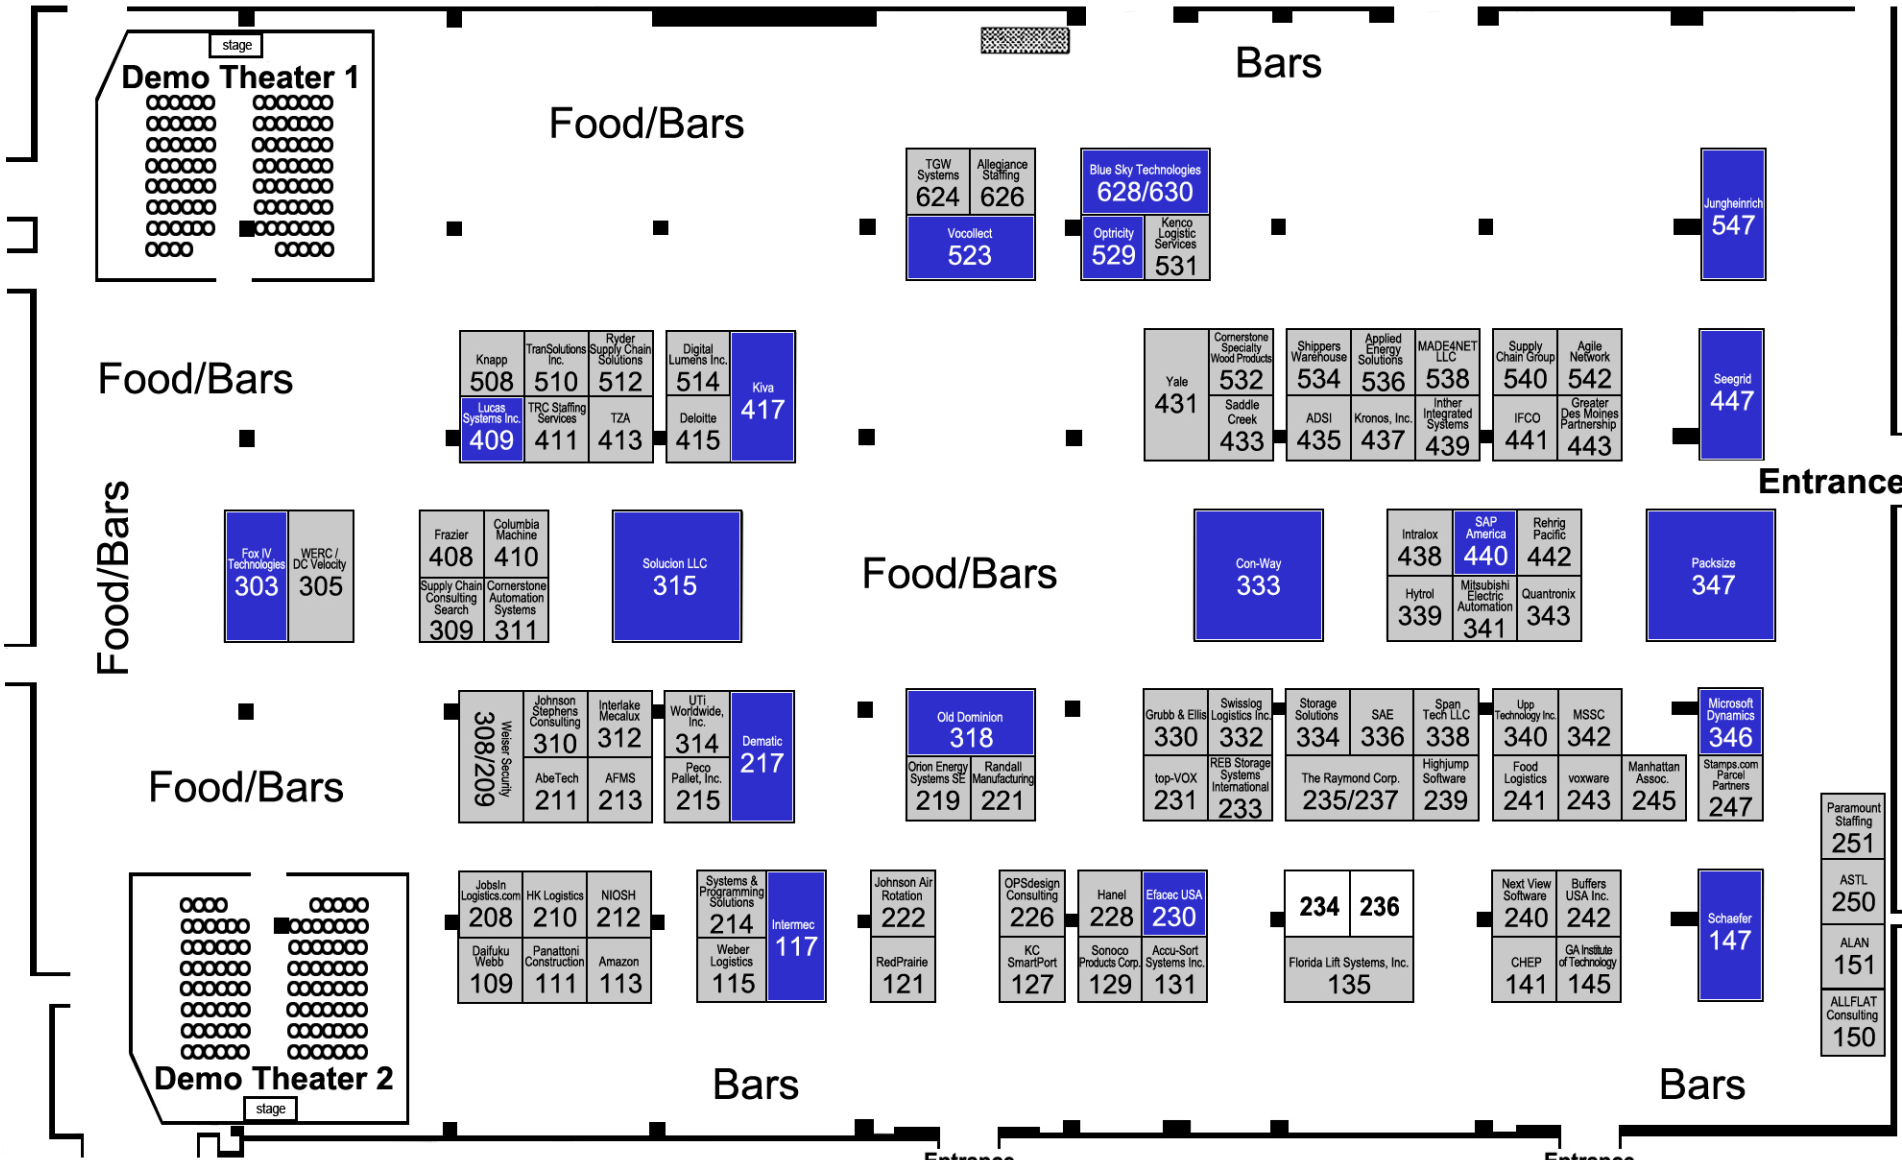 stage
Demo Theater 1
Bars
Food/Bars
TGW
Systems
624
Allegiance
Staffing
626
Vocollect
523
Blue Sky Technologies
628/630
Optricity
529
Kenco
Logistic
Services
531
Jungheinrich
547
Food/Bars
Knapp
508
TranSolutions
Inc.
510
Ryder
Supply Chain
Solutions
512
Digital
Lumens Inc.
514
Kiva
417
Lucas
Systems Inc.
409
TRC Staffing
Services
411
TZA
413
Deloitte
415
Yale
431
Cornerstone
Specialty
Wood Products
532
Saddle
Creek
433
Shippers
Warehouse
534
Applied
Energy
Solutions
536
MADE4NET
LLC
538
ADSI
435
Kronos, Inc.
437
Inther
Integrated
Systems
439
Supply
Chain Group
540
Agile
Network
542
IFCO
441
Greater
Des Moines
Partnership
443
Seegrid
447
Entrance
Food/Bars
Fox IV
Technologies
303
WERC /
DC Velocity
305
Frazier
408
Columbia
Machine
410
Supply Chain
Consulting
Search
309
Cornerstone
Automation
Systems
311
Solucion LLC
315
Food/Bars
Con-Way
333
Intralox
438
SAP
America
440
Rehrig
Pacific
442
Hytrol
339
Mitsubishi
Electric
Automation
341
Quantronix
343
Packsize
347
Food/Bars
Weiser Security
308/209
Johnson
Stephens
Consulting
310
Interlake
Mecalux
312
AbeTech
211
AFMS
213
UTi
Worldwide,
Inc.
314
Peco
Pallet, Inc.
215
Dematic
217
Old Dominion
318
Orion Energy
Systems SE
219
Randall
Manufacturing
221
Grubb & Ellis
330
Swisslog
Logistics Inc.
332
top-VOX
231
REB Storage
Systems
International
233
Storage
Solutions
334
SAE
336
Span
Tech LLC
338
The Raymond Corp.
235/237
Highjump
Software
239
Upp
Technology Inc.
340
MSSC
342
Food
Logistics
241
voxware
243
Manhattan
Assoc.
245
Microsoft
Dynamics
346
Stamps.com
Parcel
Partners
247
Paramount
Staffing
251
ASTL
250
ALAN
151
ALLFLAT
Consulting
150
JobsIn
Logistics.com
208
HK Logistics
210
NIOSH
212
Daifuku
Webb
109
Panattoni
Construction
111
Amazon
113
Systems &
Programming
Solutions
214
Weber
Logistics
115
Intermec
117
Johnson Air
Rotation
222
RedPrairie
121
OPSdesign
Consulting
226
KC
SmartPort
127
Hanel
228
Efacec USA
230
Sonoco
Products Corp.
129
Accu-Sort
Systems Inc.
131
234
236
Florida Lift Systems, Inc.
135
Next View
Software
240
Buffers
USA Inc.
242
CHEP
141
GA Institute
of Technology
145
Schaefer
147
Demo Theater 2
stage
Bars
Bars
Entrance
Entrance